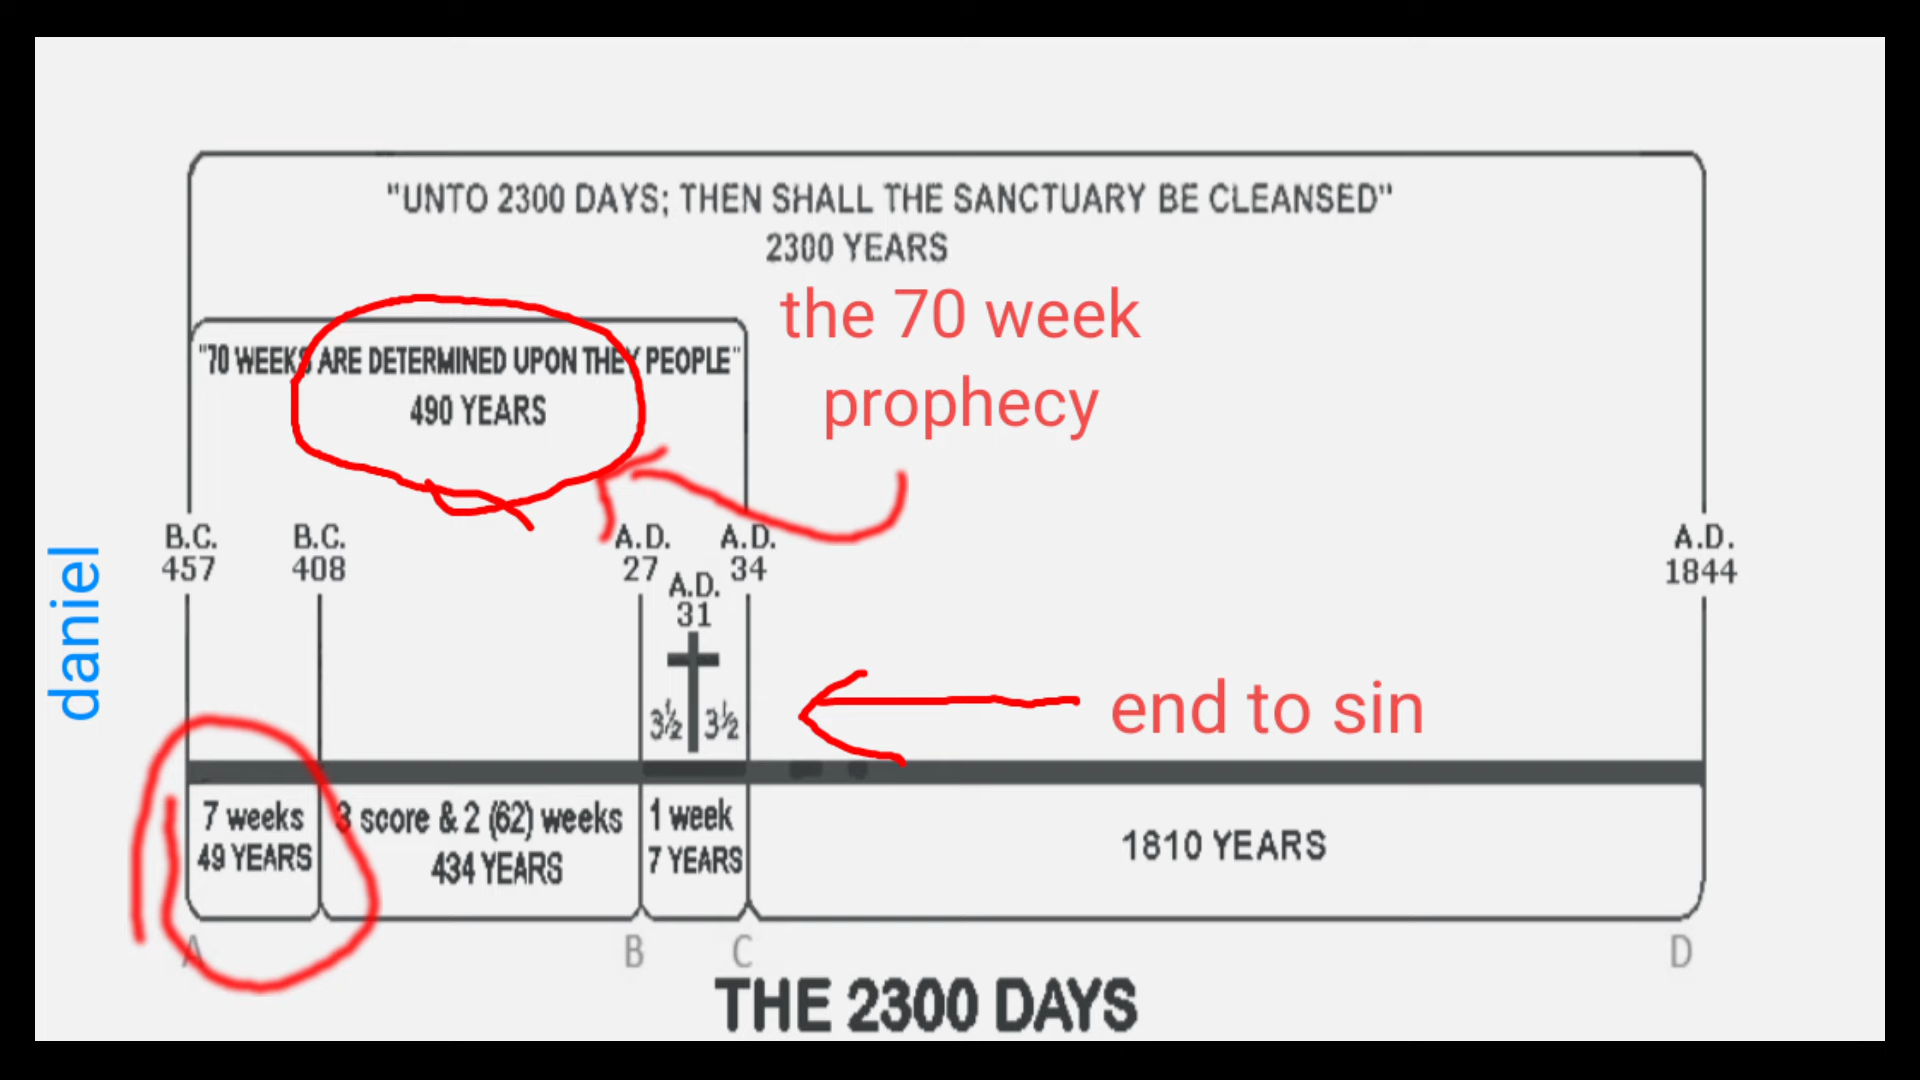 "UNTO 2300 DAYS; THEN SHALL THE SANCTUARY BE CLEANSED"
2300 YEARS
the 70 week
prophecy
"70 WEEKS ARE DETERMINED UPON THEY PEOPLE"
490 YEARS
B.C.
457
B.C.
408
A.D.
27
A.D.
34
A.D.
31
A.D.
1844
daniel
3½ 3½
end to sin
7 weeks
49 YEARS
3 score & 2 (62) weeks
434 YEARS
1 week
7 YEARS
1810 YEARS
A
B
C
D
THE 2300 DAYS